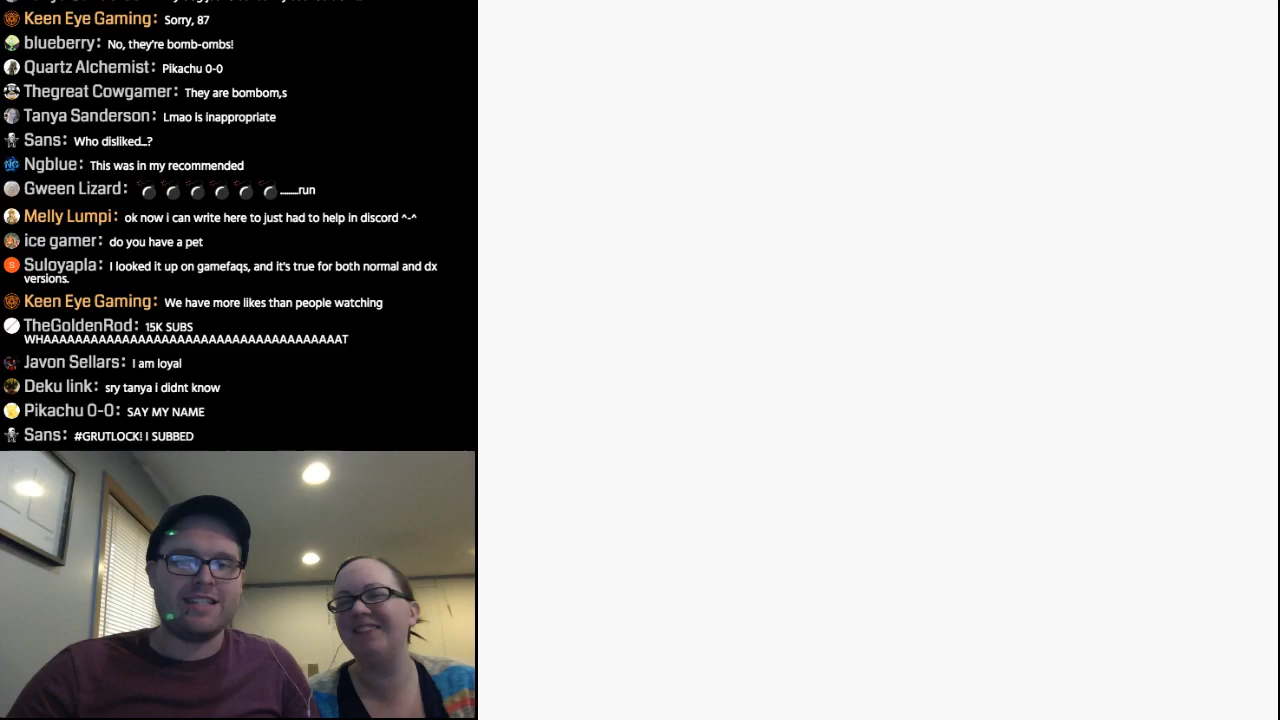 Keen Eye Gaming: Sorry, 87
blueberry: No, they're bomb-ombs!
Quartz Alchemist: Pikachu 0-0
Thegreat Cowgamer: They are bombom,s
Tanya Sanderson: Lmao is inappropriate
Sans: Who disliked...?
Ngblue: This was in my recommended
Gween Lizard: 💣 💣 💣 💣 💣 💣 ........run
Melly Lumpi: ok now i can write here to just had to help in discord ^-^
ice gamer: do you have a pet
S Suloyapla: I looked it up on gamefaqs, and it's true for both normal and dx
versions.
Keen Eye Gaming: We have more likes than people watching
TheGoldenRod: 15K SUBS
WHAAAAAAAAAAAAAAAAAAAAAAAAAAAAAAAAAAAAAT
Javon Sellars: I am loyal
Deku link: sry tanya i didnt know
Pikachu 0-0: SAY MY NAME
Sans: #GRUTLOCK! I SUBBED